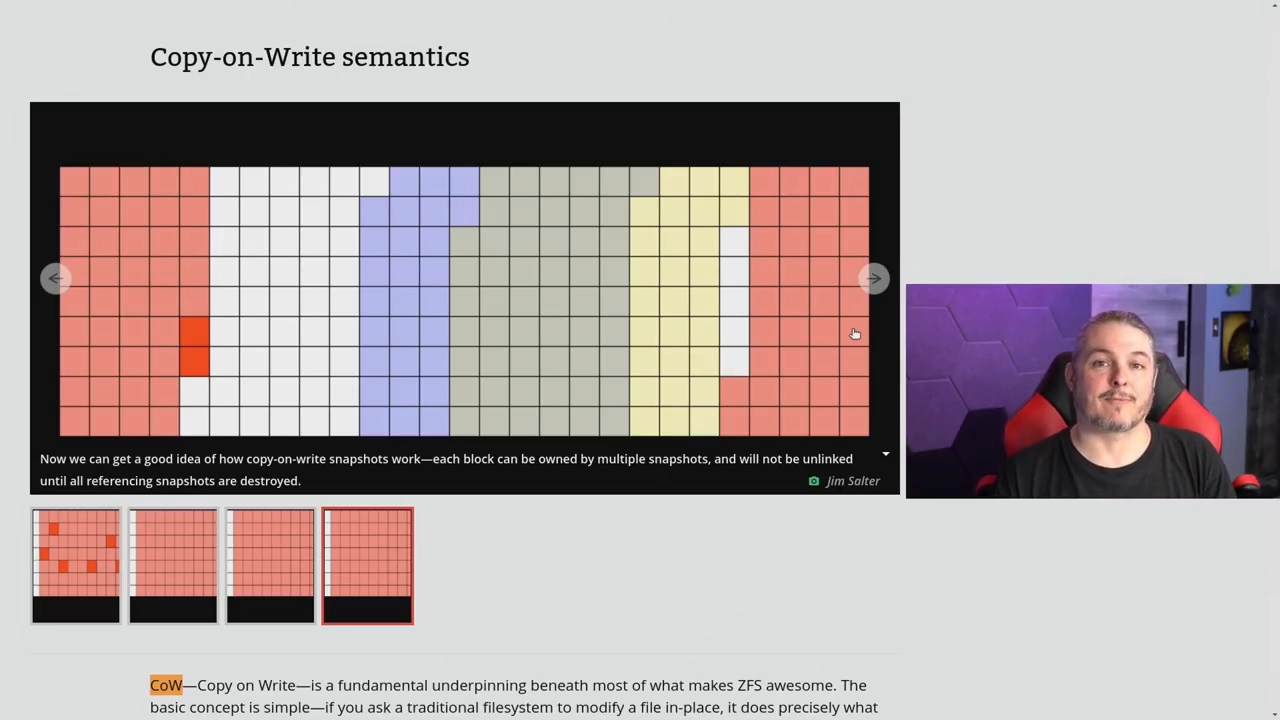 Copy-on-Write semantics
Now we can get a good idea of how copy-on-write snapshots work—each block can be owned by multiple snapshots, and will not be unlinked
until all referencing snapshots are destroyed.
Jim Salter
CoW—Copy on Write—is a fundamental underpinning beneath most of what makes ZFS awesome. The
basic concept is simple—if you ask a traditional filesystem to modify a file in-place, it does precisely what